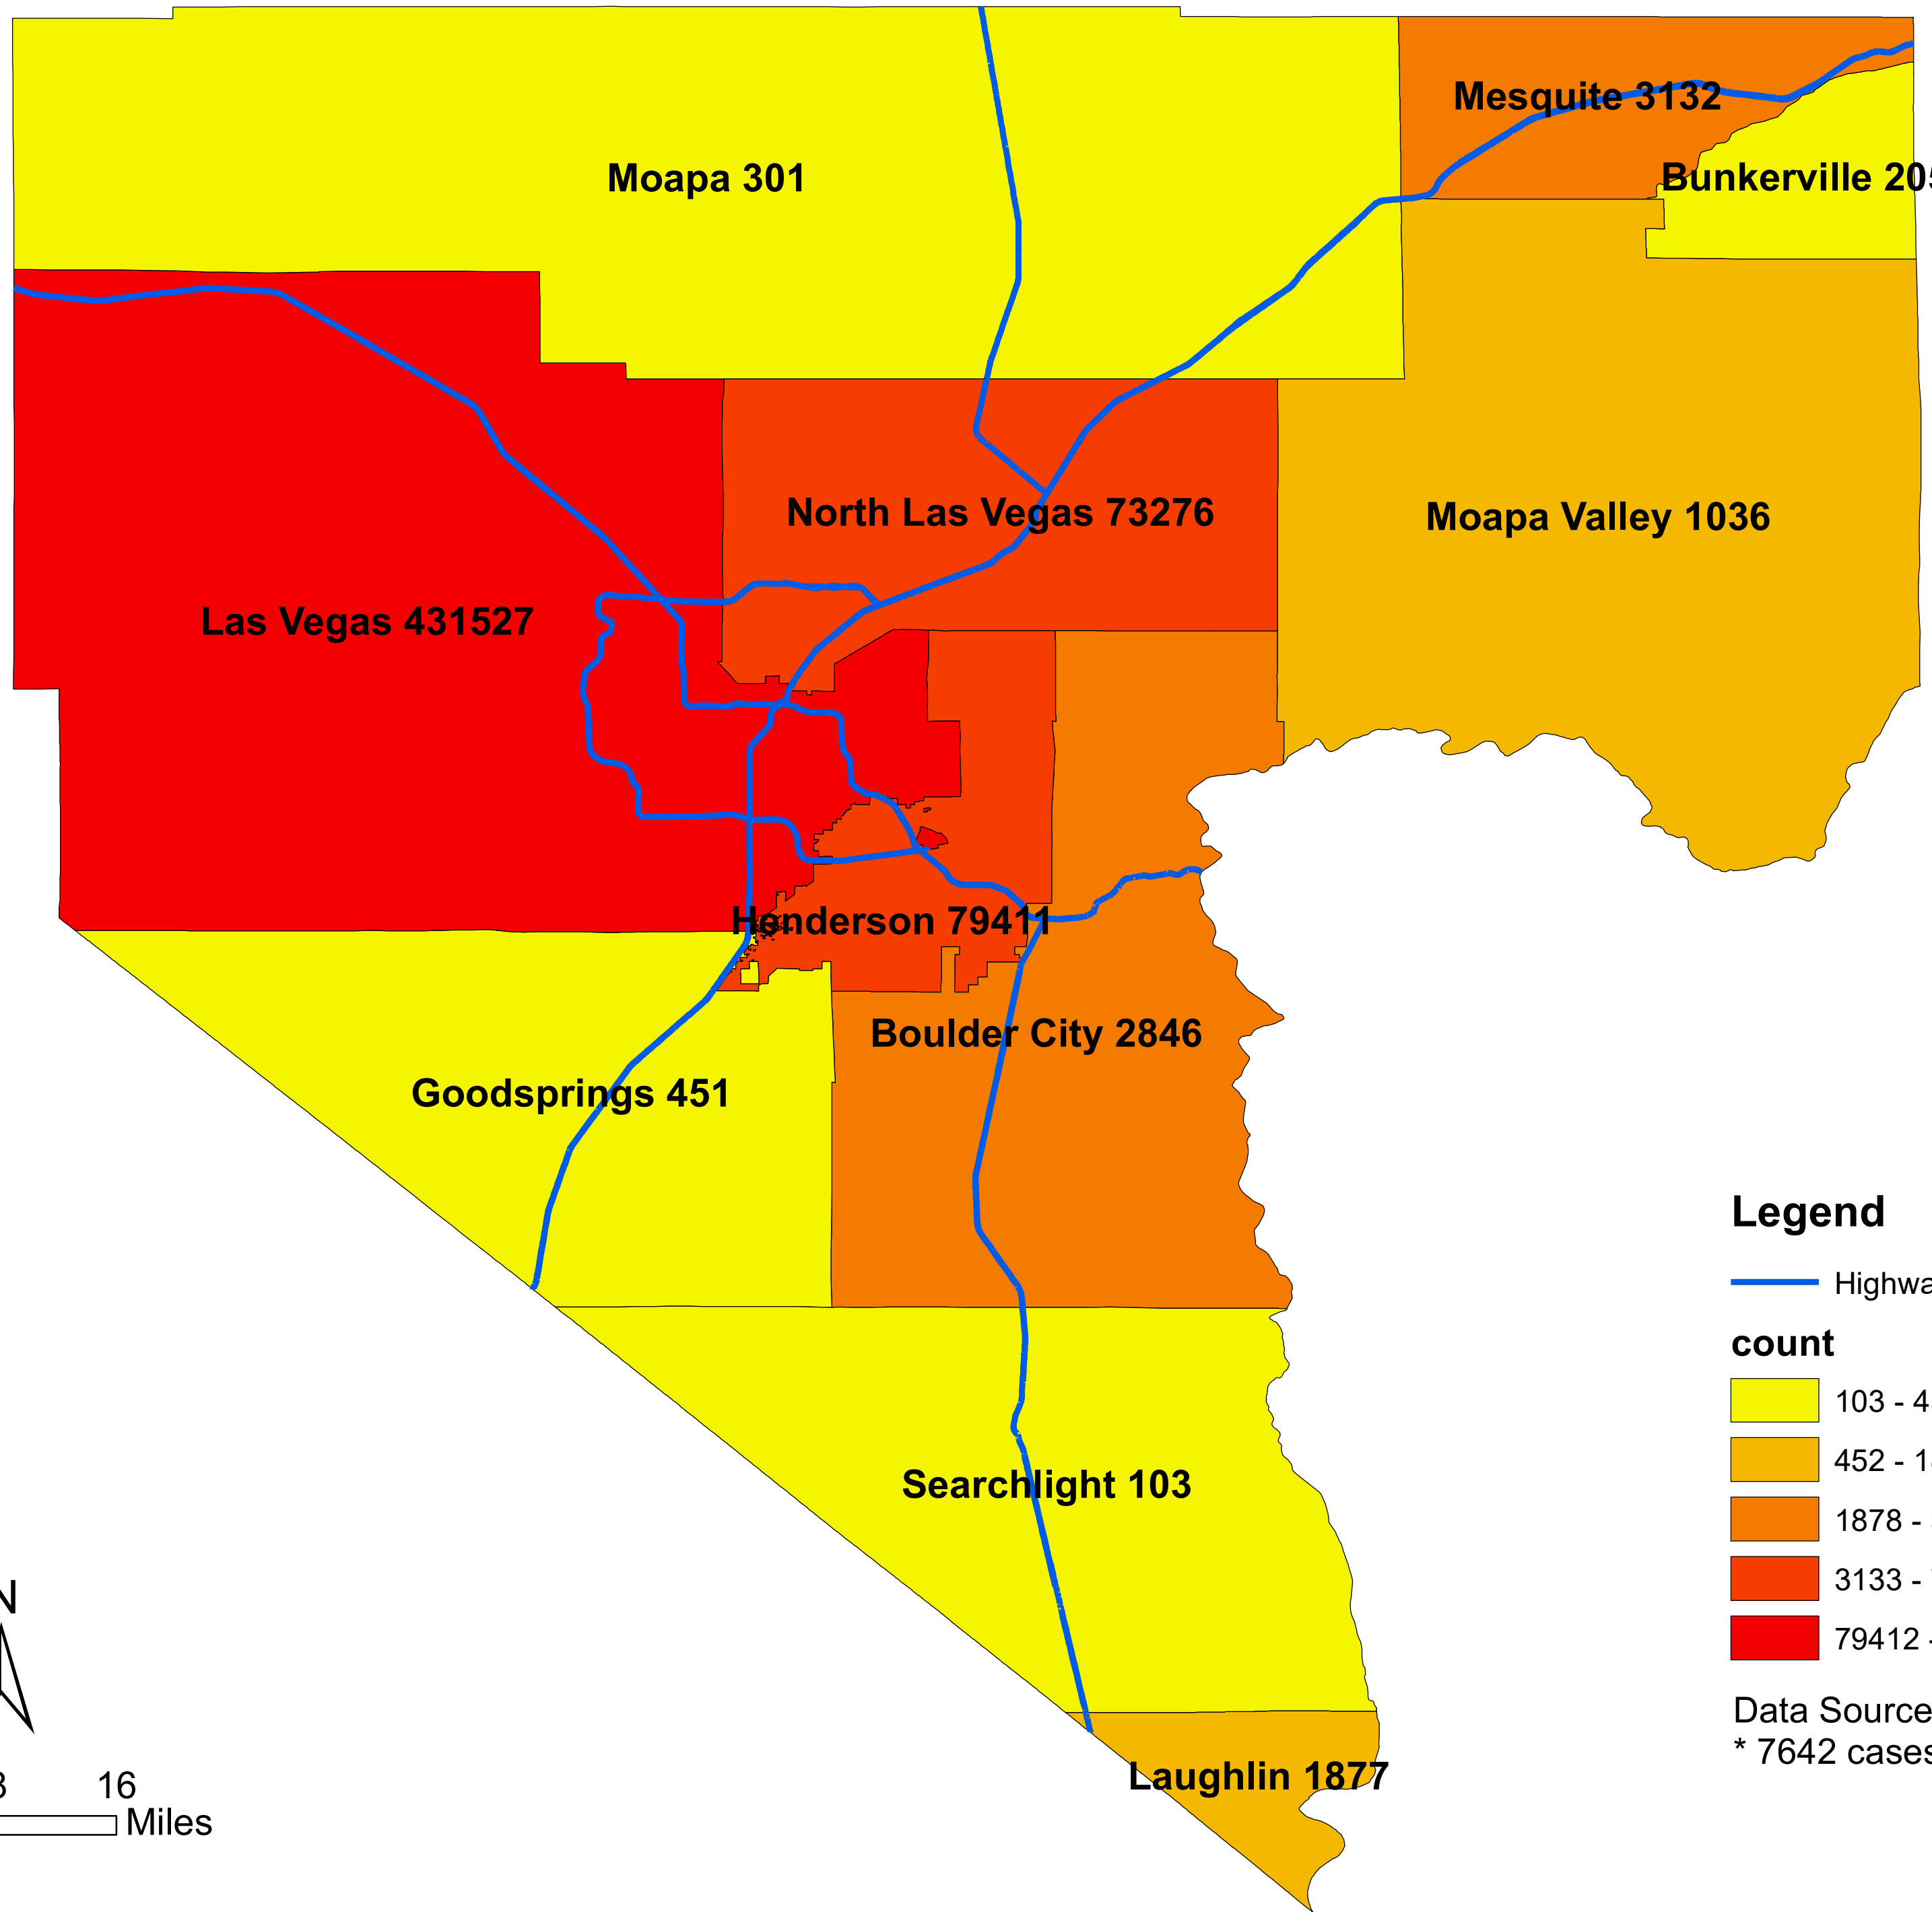 Mesquite 3132
Moapa 301
Bunkerville 205
North Las Vegas 73276
Moapa Valley 1036
Las Vegas 431527
Henderson 79411
Boulder City 2846
Goodsprings 451
Legend
count
103 - 4
452 - 1
Searchlight 103
1878 -
3133 -
N
79412 -
Data Source
* 7642 cases
Laughlin 1877
16
Miles